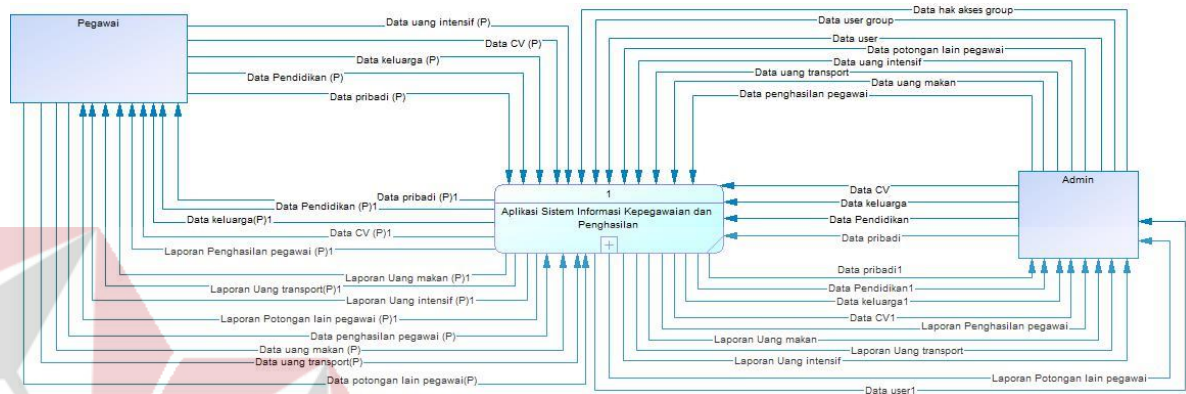 Pegawai
Data uang intensif (P)
Data CV (P)
Data keluarga (P)
Data Pendidikan (P)
Data pribadi (P)
Data hak akses group
Data user group
Data user
Data potongan lain pegawai
Data uang intensif
Data uang transport
Data uang makan
Data penghasilan pegawai
Admin
1
Aplikasi Sistem Informasi Kepegawaian dan
Penghasilan
Data CV
Data keluarga
Data Pendidikan
Data pribadi
Data pribadi (P)1
Data Pendidikan (P)1
Data keluarga(P)1
Data CV (P)1
Laporan Penghasilan pegawai (P)1
Laporan Uang makan (P)1
Laporan Uang transport(P)1
Laporan Uang intensif (P)1
Laporan Potongan lain pegawai (P)1
Data penghasilan pegawai (P)
Data uang makan (P)
Data uang transport(P)
Data potongan lain pegawai(P)
Data pribadi1
Data Pendidikan1
Data keluarga1
Data CV1
Laporan Penghasilan pegawai
Laporan Uang makan
Laporan Uang transport
Laporan Uang intensif
Laporan Potongan lain pegawai
Data user1